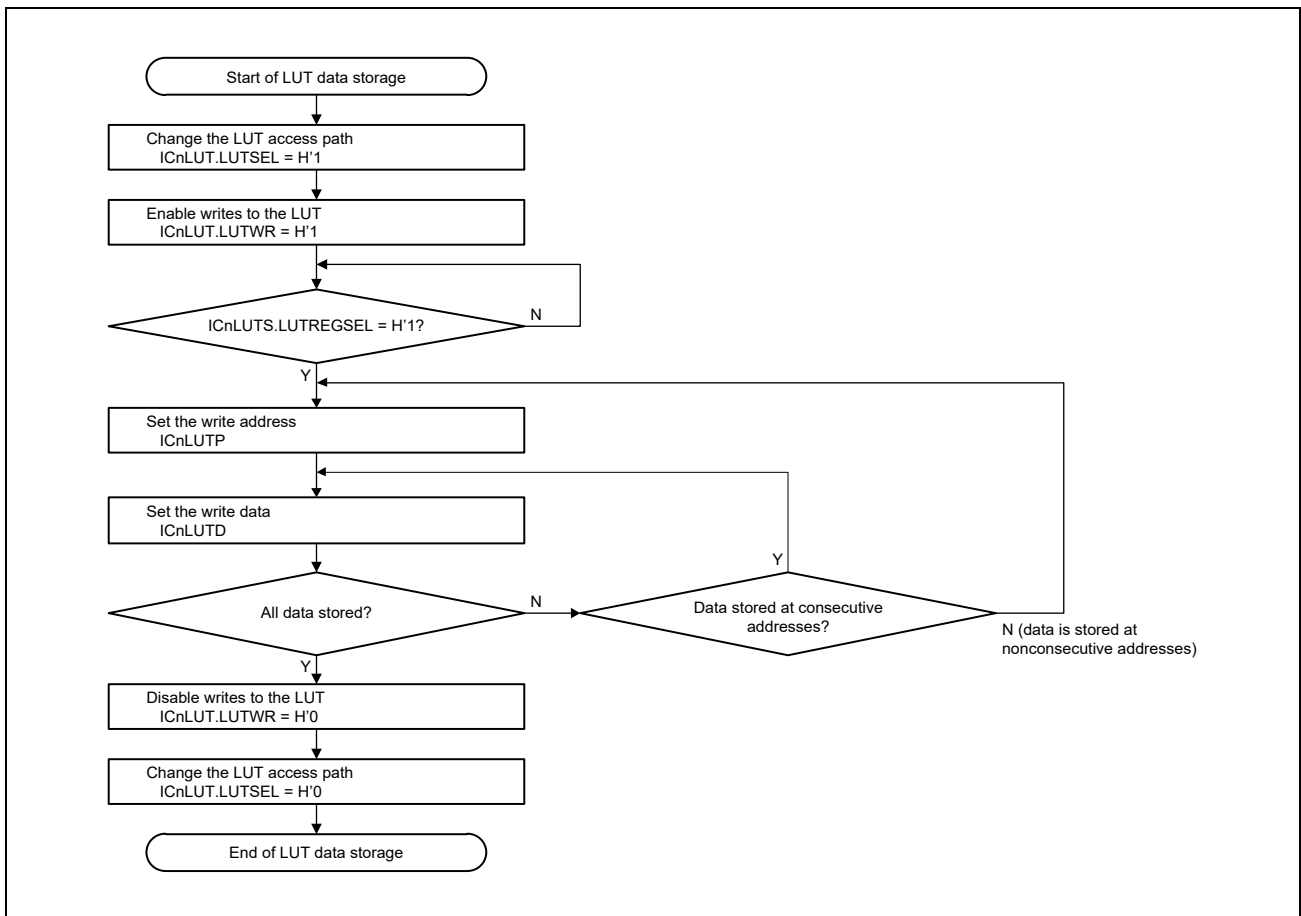 Start of LUT data storage
Change the LUT access path
ICnLUT.LUTSEL = H'1
Enable writes to the LUT
ICnLUT.LUTWR = H'1
ICnLUTS.LUTREGSEL = H'1?
N
Y
Set the write address
ICnLUTP
Set the write data
ICnLUTD
Y
All data stored?
N
Data stored at consecutive
addresses?
N (data is stored at
nonconsecutive addresses)
Y
Disable writes to the LUT
ICnLUT.LUTWR = H'0
Change the LUT access path
ICnLUT.LUTSEL = H'0
End of LUT data storage